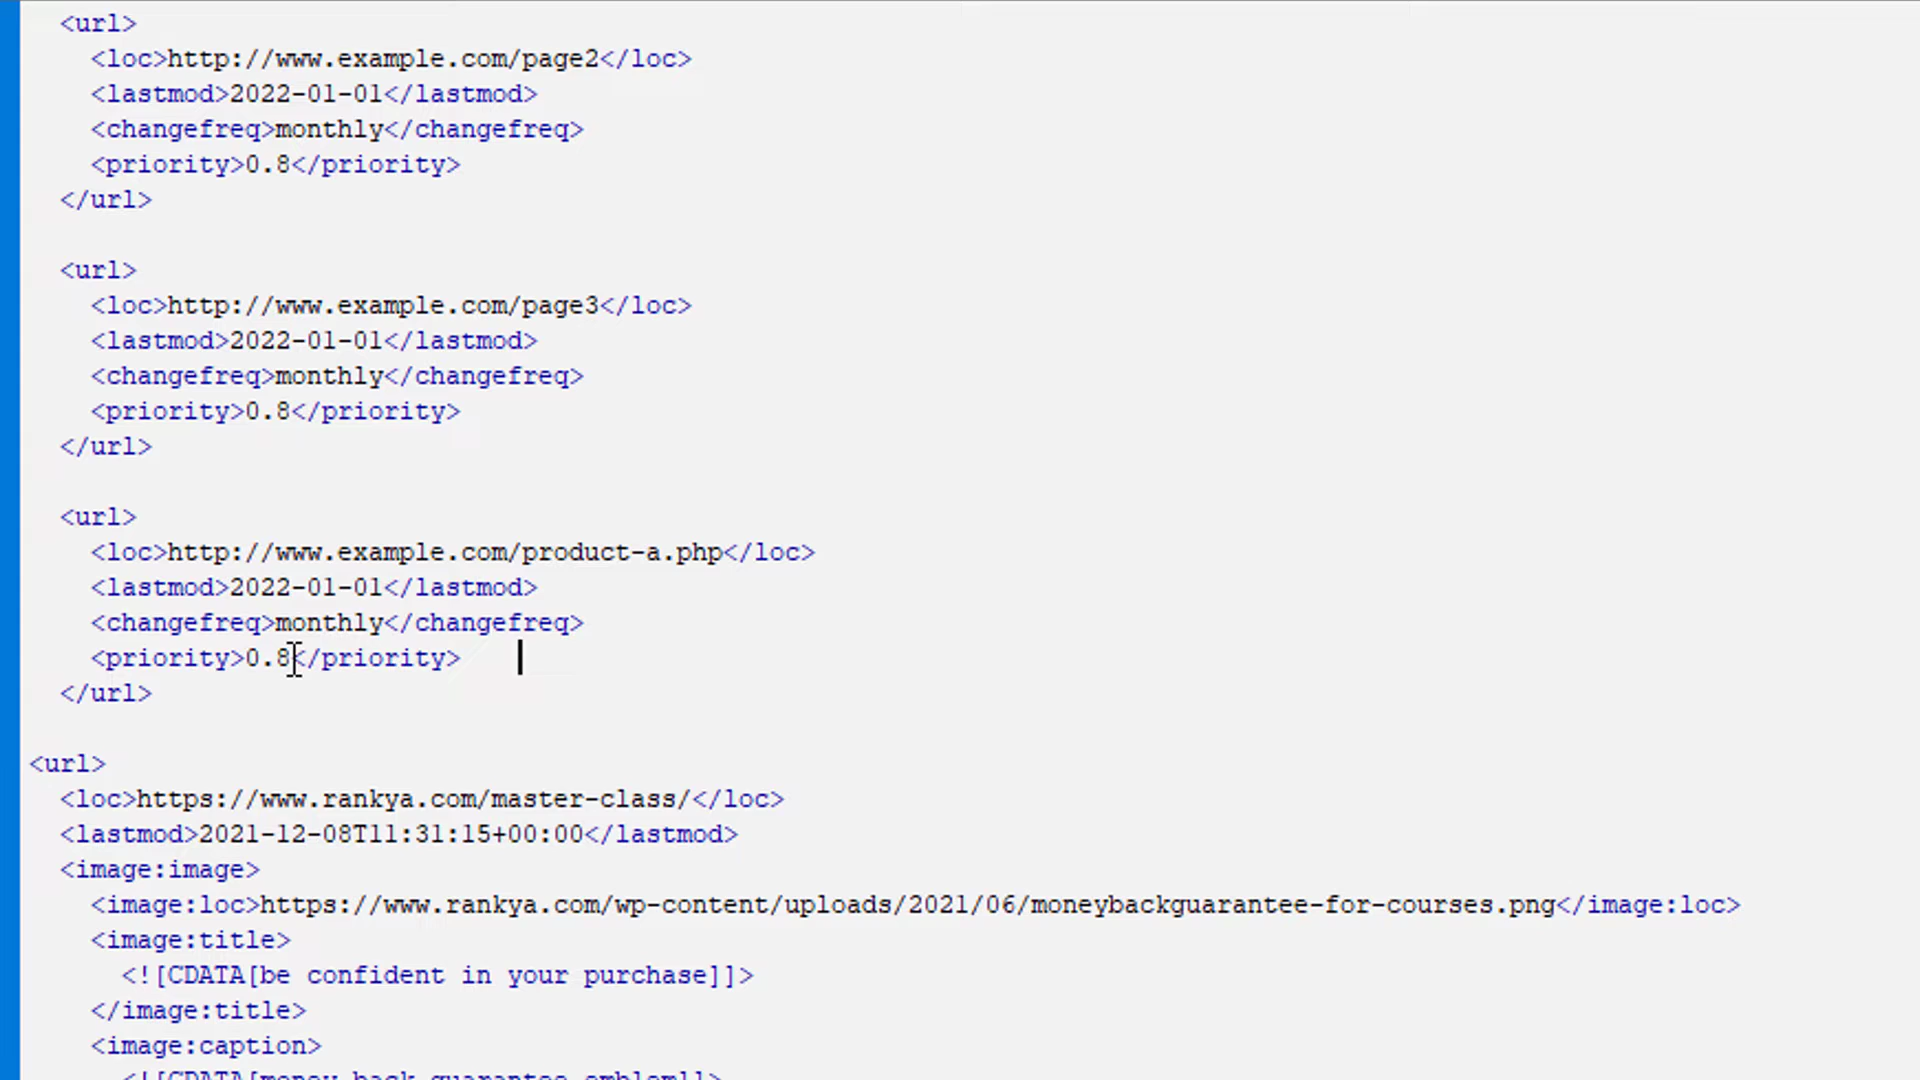 <url>
<loc>http://www.example.com/page2</loc>
<lastmod>2022-01-01</lastmod>
<changefreq>monthly</changefreq>
<priority>0.8</priority>
</url>
<url>
<loc>http://www.example.com/page3</loc>
<lastmod>2022-01-01</lastmod>
<changefreq>monthly</changefreq>
<priority>0.8</priority>
</url>
<url>
<loc>http://www.example.com/product-a.php</loc>
<lastmod>2022-01-01</lastmod>
<changefreq>monthly</changefreq>
<priority>0.8</priority>
</url>
<url>
<loc>https://www.rankya.com/master-class/</loc>
<lastmod>2021-12-08T11:31:15+00:00</lastmod>
<image:image>
<image:loc>https://www.rankya.com/wp-content/uploads/2021/06/moneybackguarantee-for-courses.png</image:loc>
<image:title>
<![CDATA[be confident in your purchase]]>
</image:title>
<image:caption>
<![CDATA[money back guarantee emblem]]>